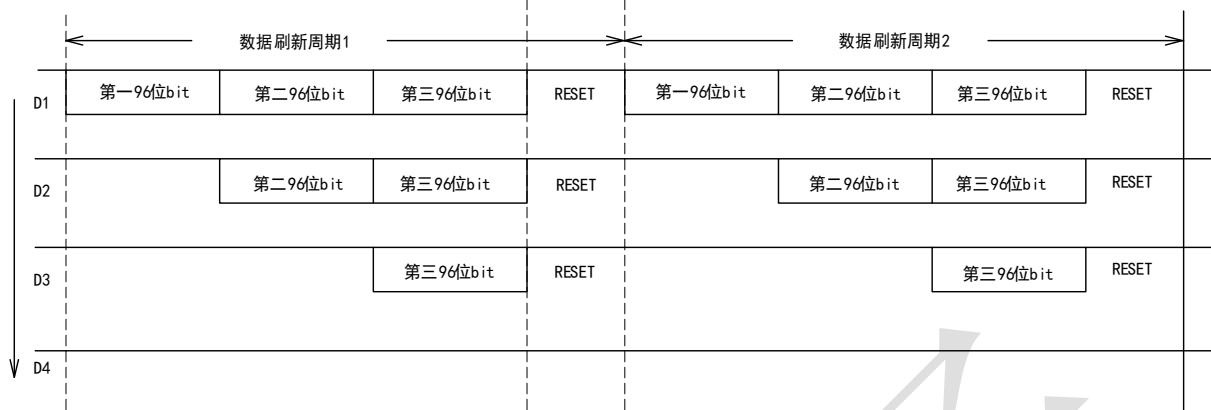 数据刷新周期1 数据刷新周期2
D1 第一96位bit 第二96位bit 第三96位bit RESET 第一96位bit 第二96位bit 第三96位bit RESET
D2 第二96位bit 第三96位bit RESET 第二96位bit 第三96位bit RESET
D3 第三96位bit RESET 第三96位bit RESET
D4